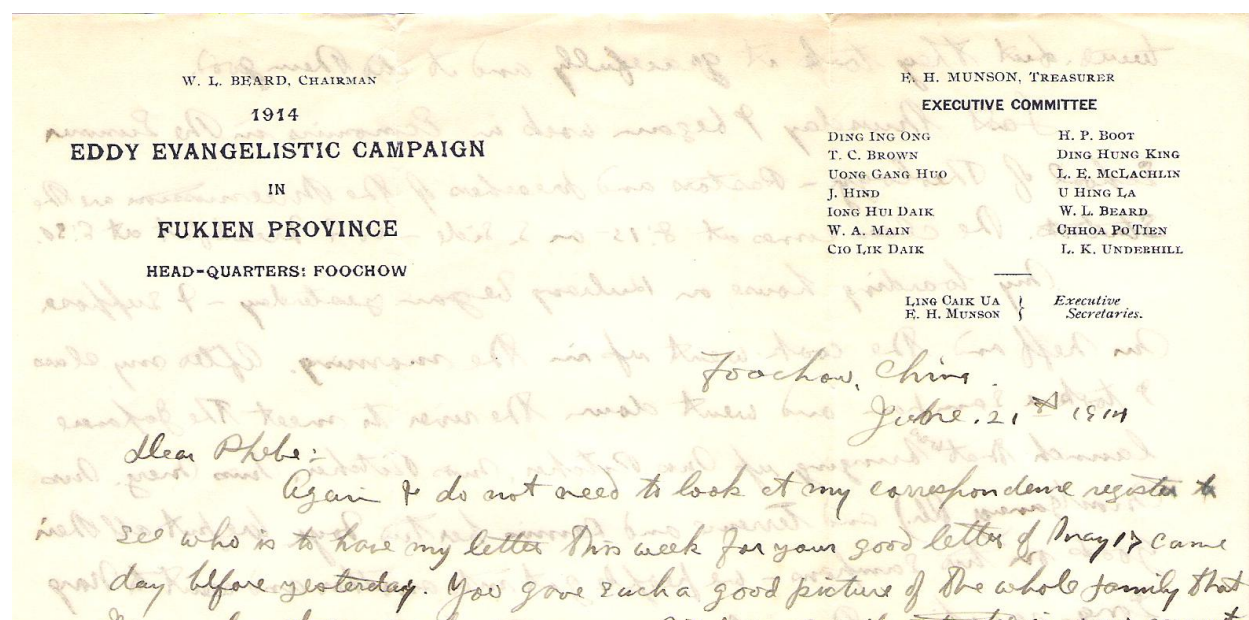 W. L. BEARD, CHAIRMAN
1914
EDDY EVANGELISTIC CAMPAIGN
IN
FUKIEN PROVINCE
HEAD-QUARTERS: FOOCHOW
E. H. MUNSON, TREASURER
EXECUTIVE COMMITTEE
DING ING ONG
T. C. BROWN
UONG GANG HUO
J. HIND
IONG HUI DAIK
W. A. MAIN
CIO LIK DAIK
H. P. BOOT
DING HUNG KING
L. E. MCLACHLIN
U HING LA
W. L. BEARD
CHHOA PO TIEN
L. K. UNDERHILL
LING CAIK UA
E. H. MUNSON
}
Executive
Secretaries.
Foochow, China.
June. 21st 1914
Dear Phebe:-
Again I do not need to look at my correspondence register to
see who is to have my letter this week for your good letter of May 17 came
day before yesterday. You gave such a good picture of the whole family that